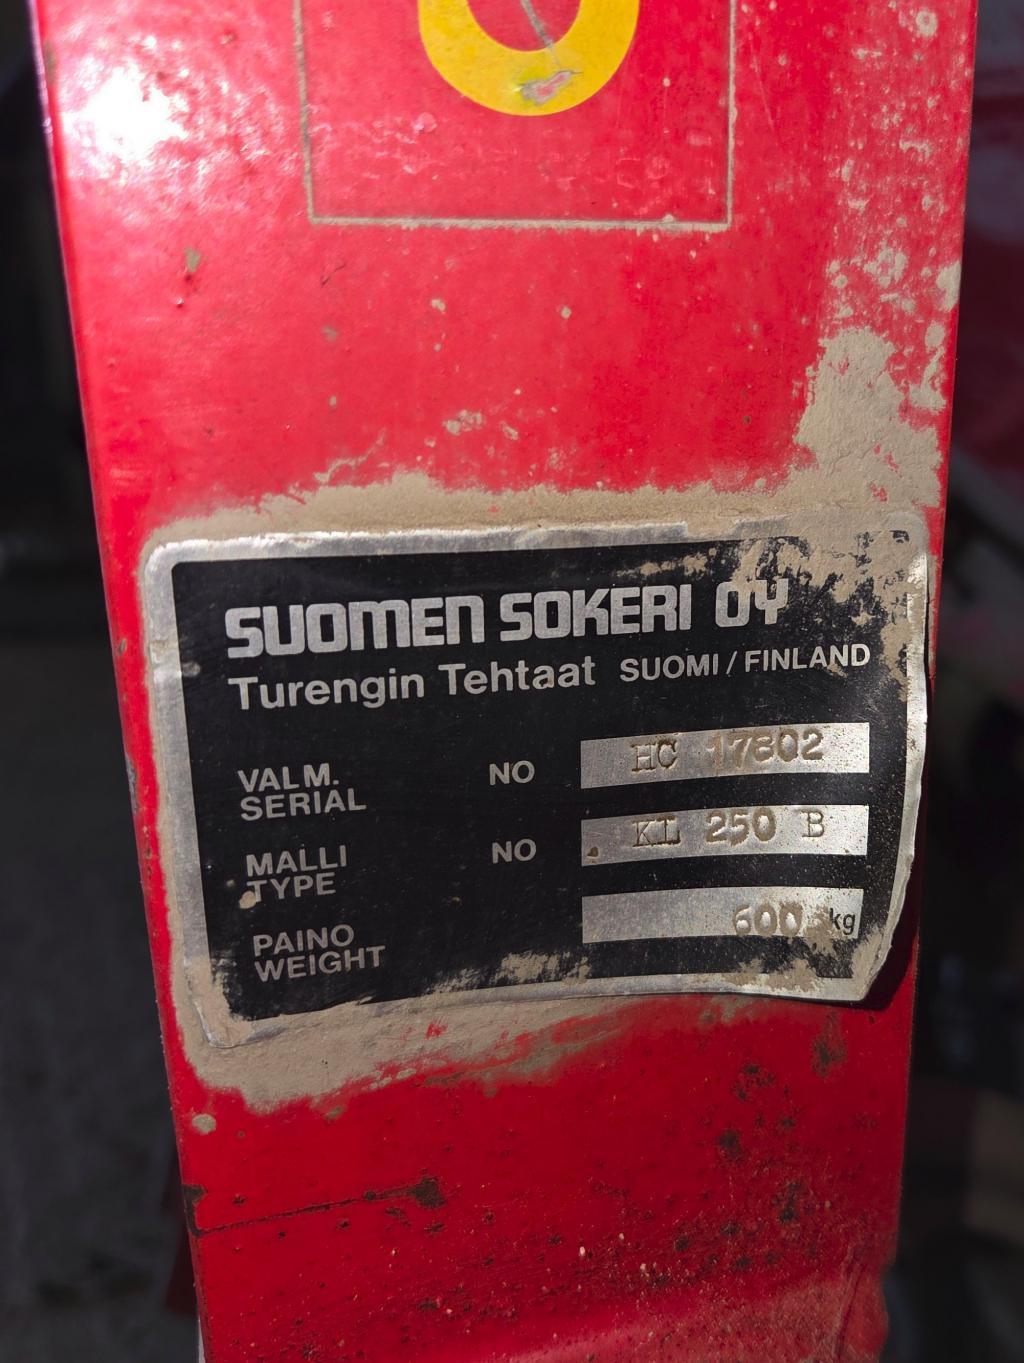 SUOMEN SOKERI OY
Turengin Tehtaat SUOMI / FINLAND
VALM. NO HC 17802
SERIAL
MALLI NO KL 250 B
TYPE
PAINO 600 kg
WEIGHT